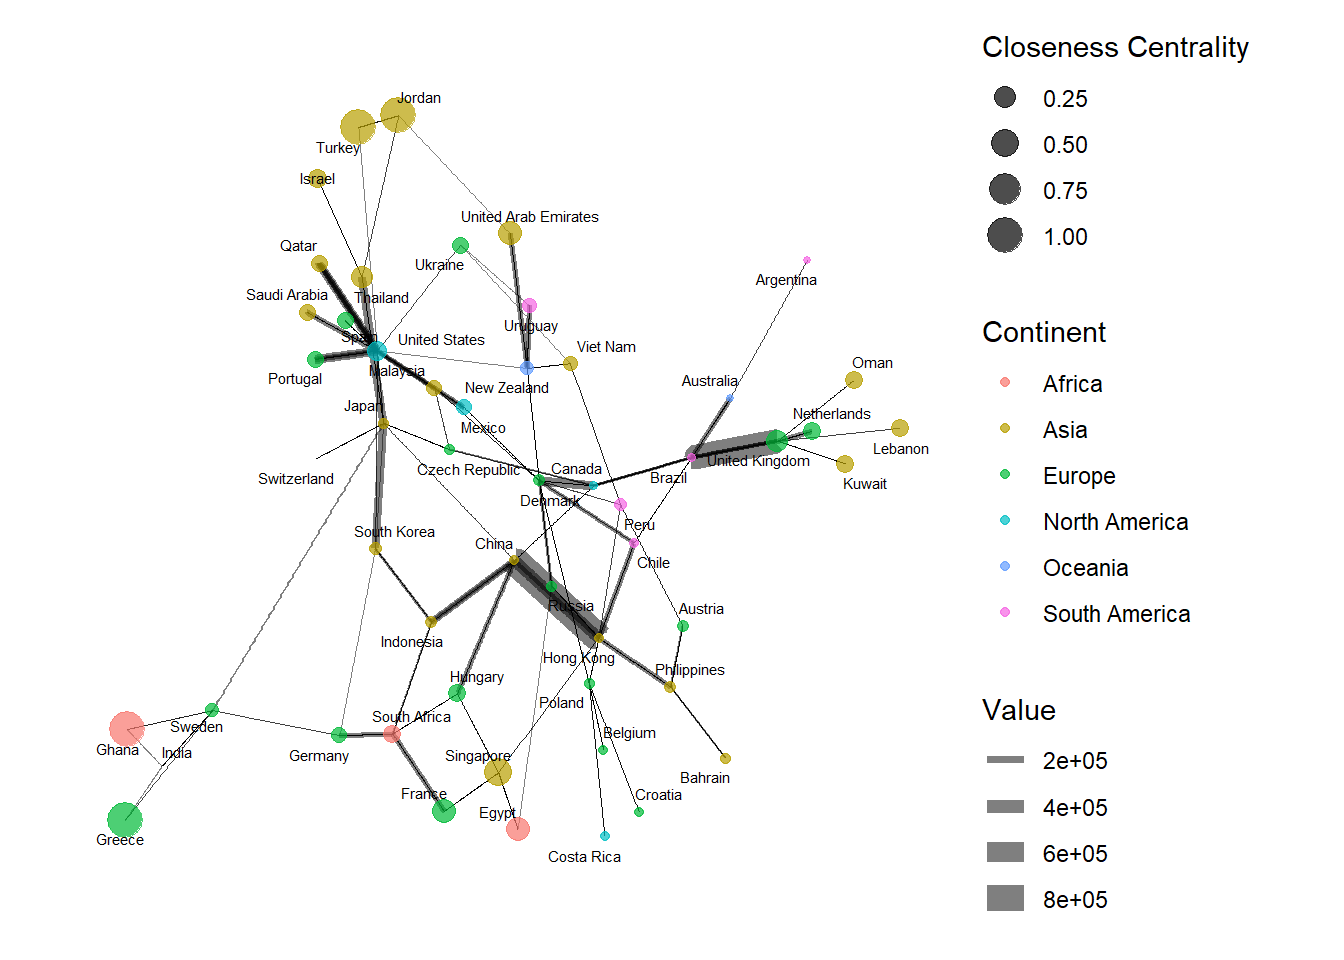 Closeness Centrality
0.25
0.50
0.75
1.00
Continent
Africa
Asia
Europe
North America
Oceania
South America
Value
2e+05
4e+05
6e+05
8e+05
Jordan
Turkey
Israel
United Arab Emirates
Qatar
Ukraine
Argentina
Saudi Arabia
Thailand
Uruguay
Spain
United States
Viet Nam
Oman
Malaysia
Portugal
Australia
New Zealand
Japan
Netherlands
Mexico
Lebanon
United Kingdom
Czech Republic
Canada
Switzerland
Brazil
Kuwait
Denmark
Peru
South Korea
China
Chile
Russia
Austria
Indonesia
Hong Kong
Philippines
Hungary
Poland
South Africa
Sweden
Belgium
Ghana
India
Germany
Singapore
Bahrain
France
Croatia
Egypt
Greece
Costa Rica